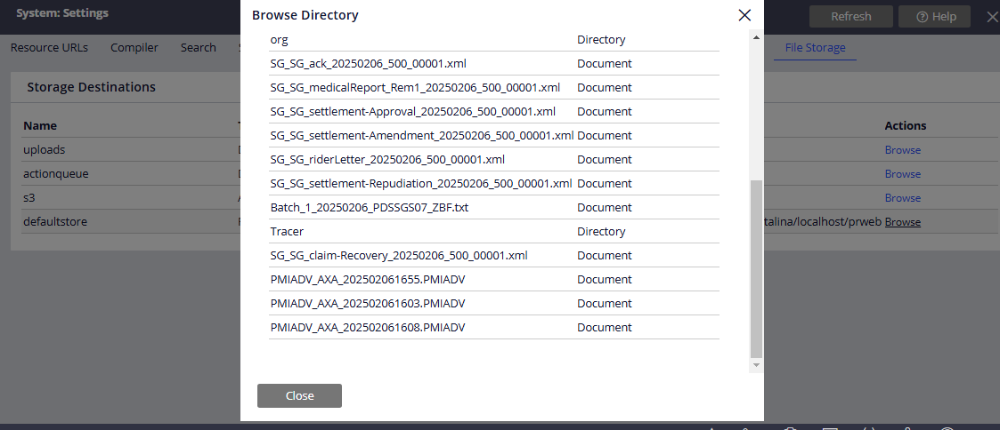 System: Settings
Browse Directory
Refresh
Help
Resource URLs Compiler Search
File Storage
org Directory
SG_SG_ack_20250206_500_00001.xml Document
SG_SG_medicalReport_Rem1_20250206_500_00001.xml Document
Storage Destinations
SG_SG_settlement-Approval_20250206_500_00001.xml Document
Name
SG_SG_settlement-Amendment_20250206_500_00001.xml Document
Actions
uploads
SG_SG_riderLetter_20250206_500_00001.xml Document
Browse
actionqueue
SG_SG_settlement-Repudiation_20250206_500_00001.xml Document
Browse
s3
Batch_1_20250206_PDSSGS07_ZBF.txt Document
Browse
defaultstore
talina/localhost/prweb Browse
Tracer Directory
SG_SG_claim-Recovery_20250206_500_00001.xml Document
PMIADV_AXA_202502061655.PMIADV Document
PMIADV_AXA_202502061603.PMIADV Document
PMIADV_AXA_202502061608.PMIADV Document
Close